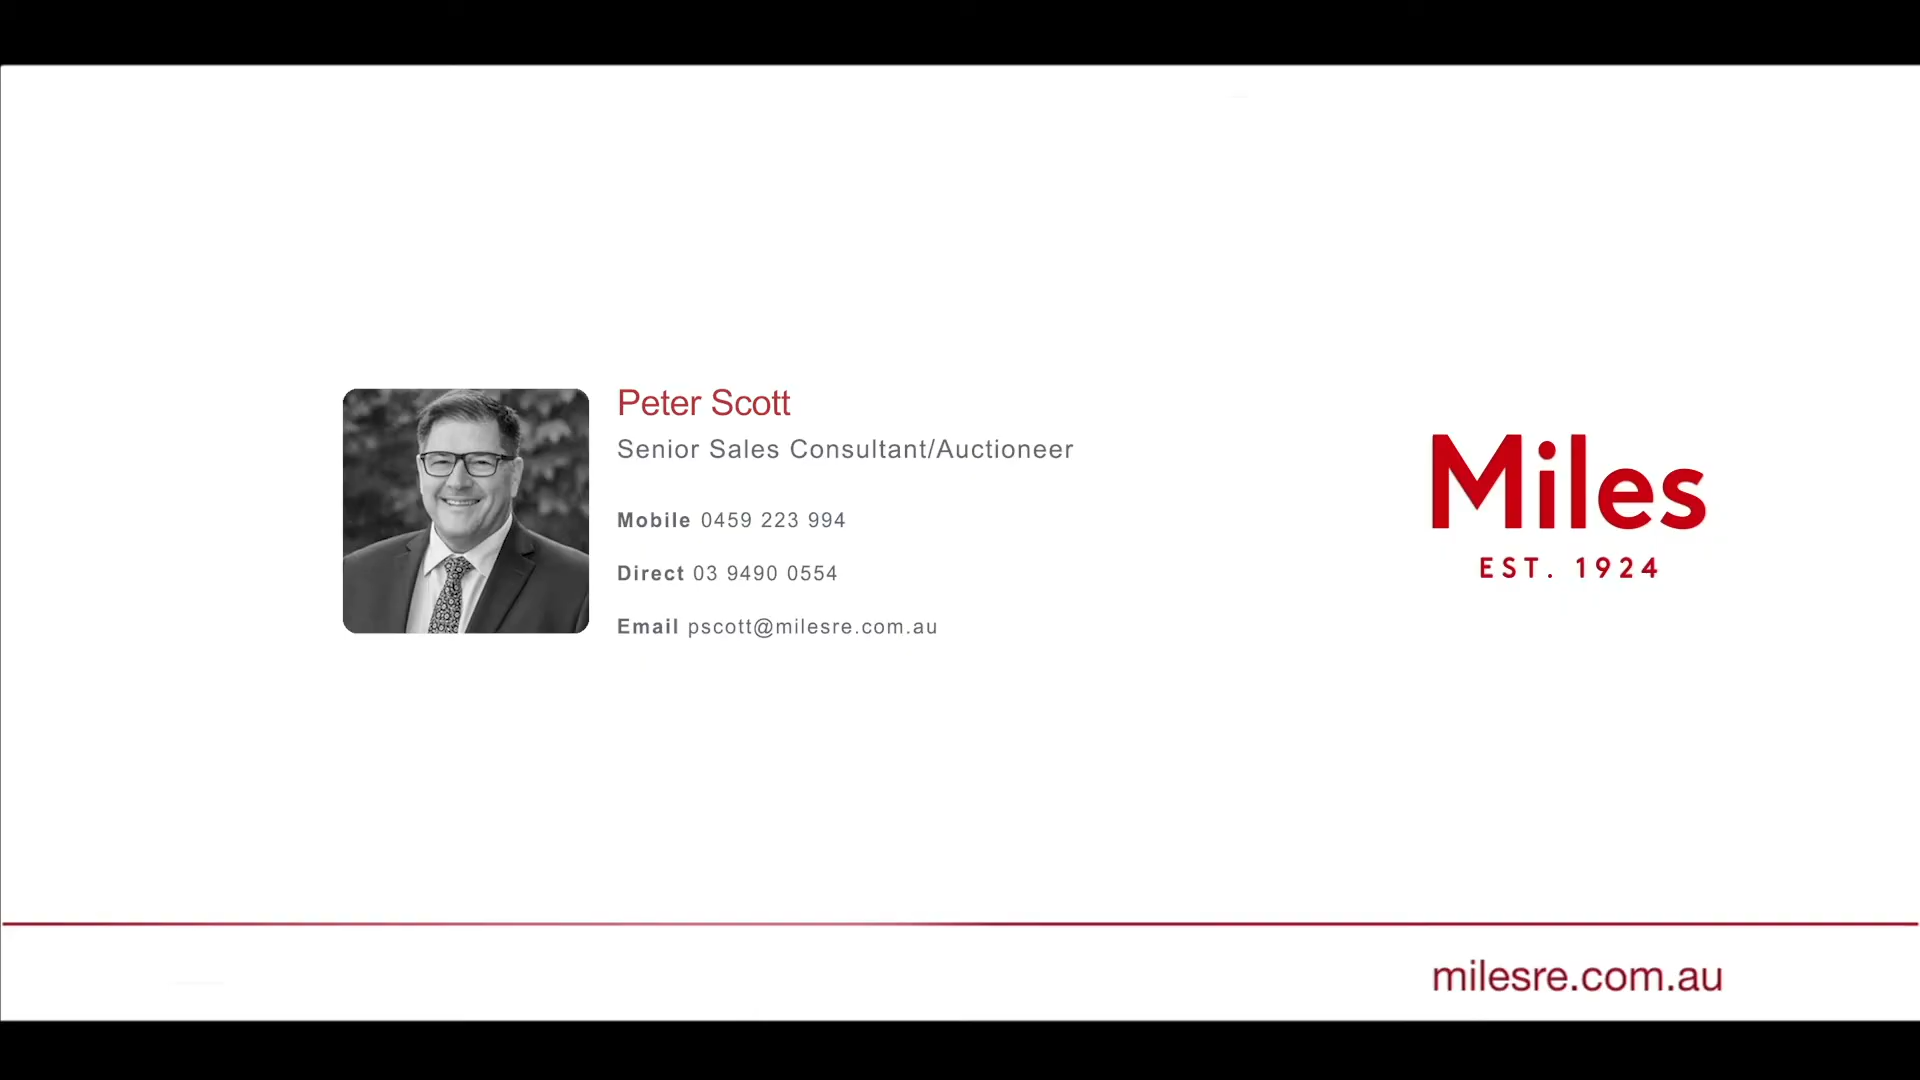 Peter Scott
Senior Sales Consultant/Auctioneer
Mobile 0459 223 994
Direct 03 9490 0554
Email pscott@milesre.com.au
Miles
EST. 1924
milesre.com.au